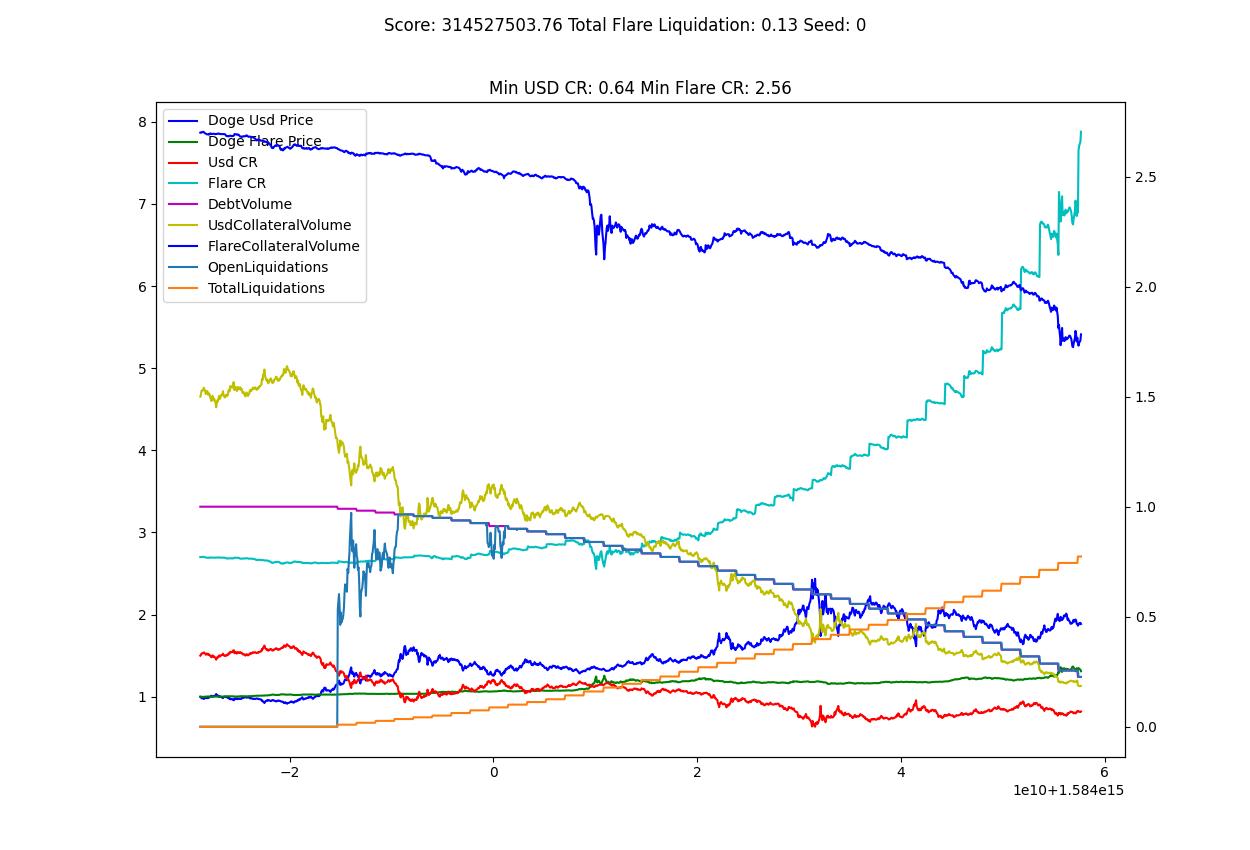 Score: 314527503.76 Total Flare Liquidation: 0.13 Seed: 0
Min USD CR: 0.64 Min Flare CR: 2.56
Doge Usd Price
Doge Flare Price
Usd CR
Flare CR
DebtVolume
UsdCollateralVolume
FlareCollateralVolume
OpenLiquidations
TotalLiquidations
8
7
6
5
4
3
2
1
2.5
2.0
1.5
1.0
0.5
0.0
−2
0
2
4
6
1e10+1.584e15